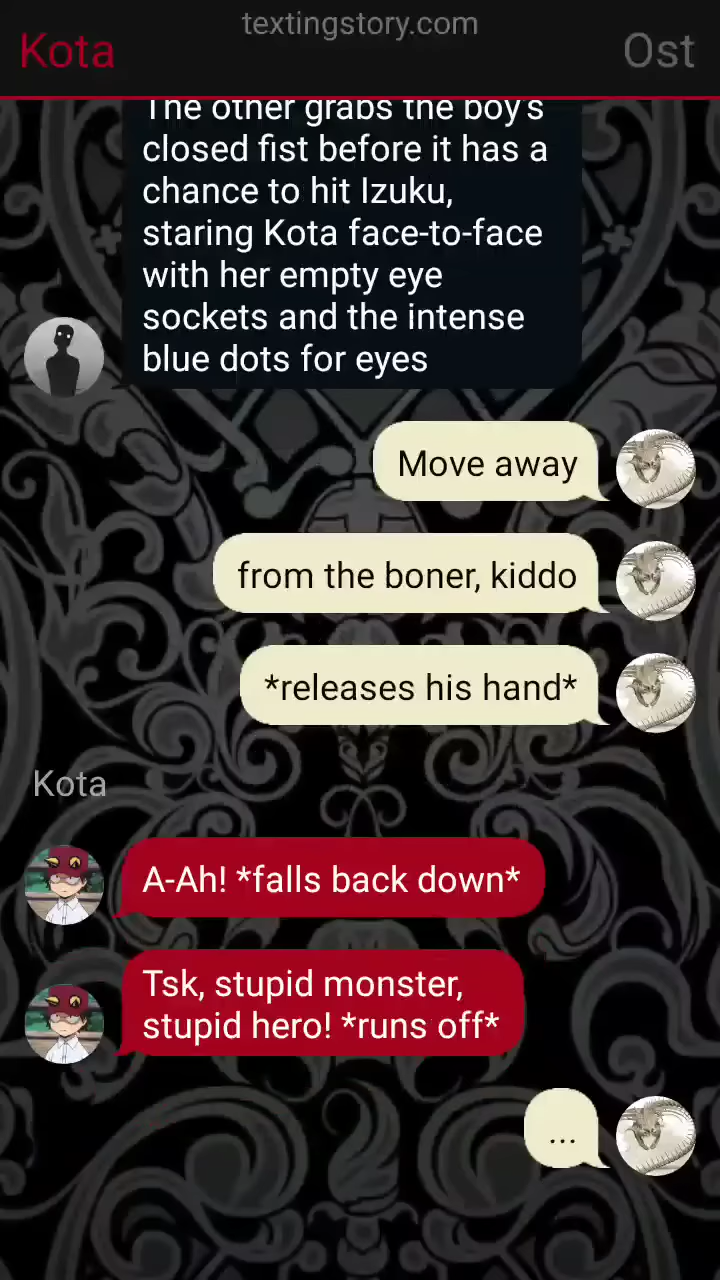 textingstory.com
Kota
Ost
The other grabs the boy's
closed fist before it has a
chance to hit Izuku,
staring Kota face-to-face
with her empty eye
sockets and the intense
blue dots for eyes
Move away
from the boner, kiddo
*releases his hand*
Kota
A-Ah! *falls back down*
Tsk, stupid monster,
stupid hero! *runs off*
...